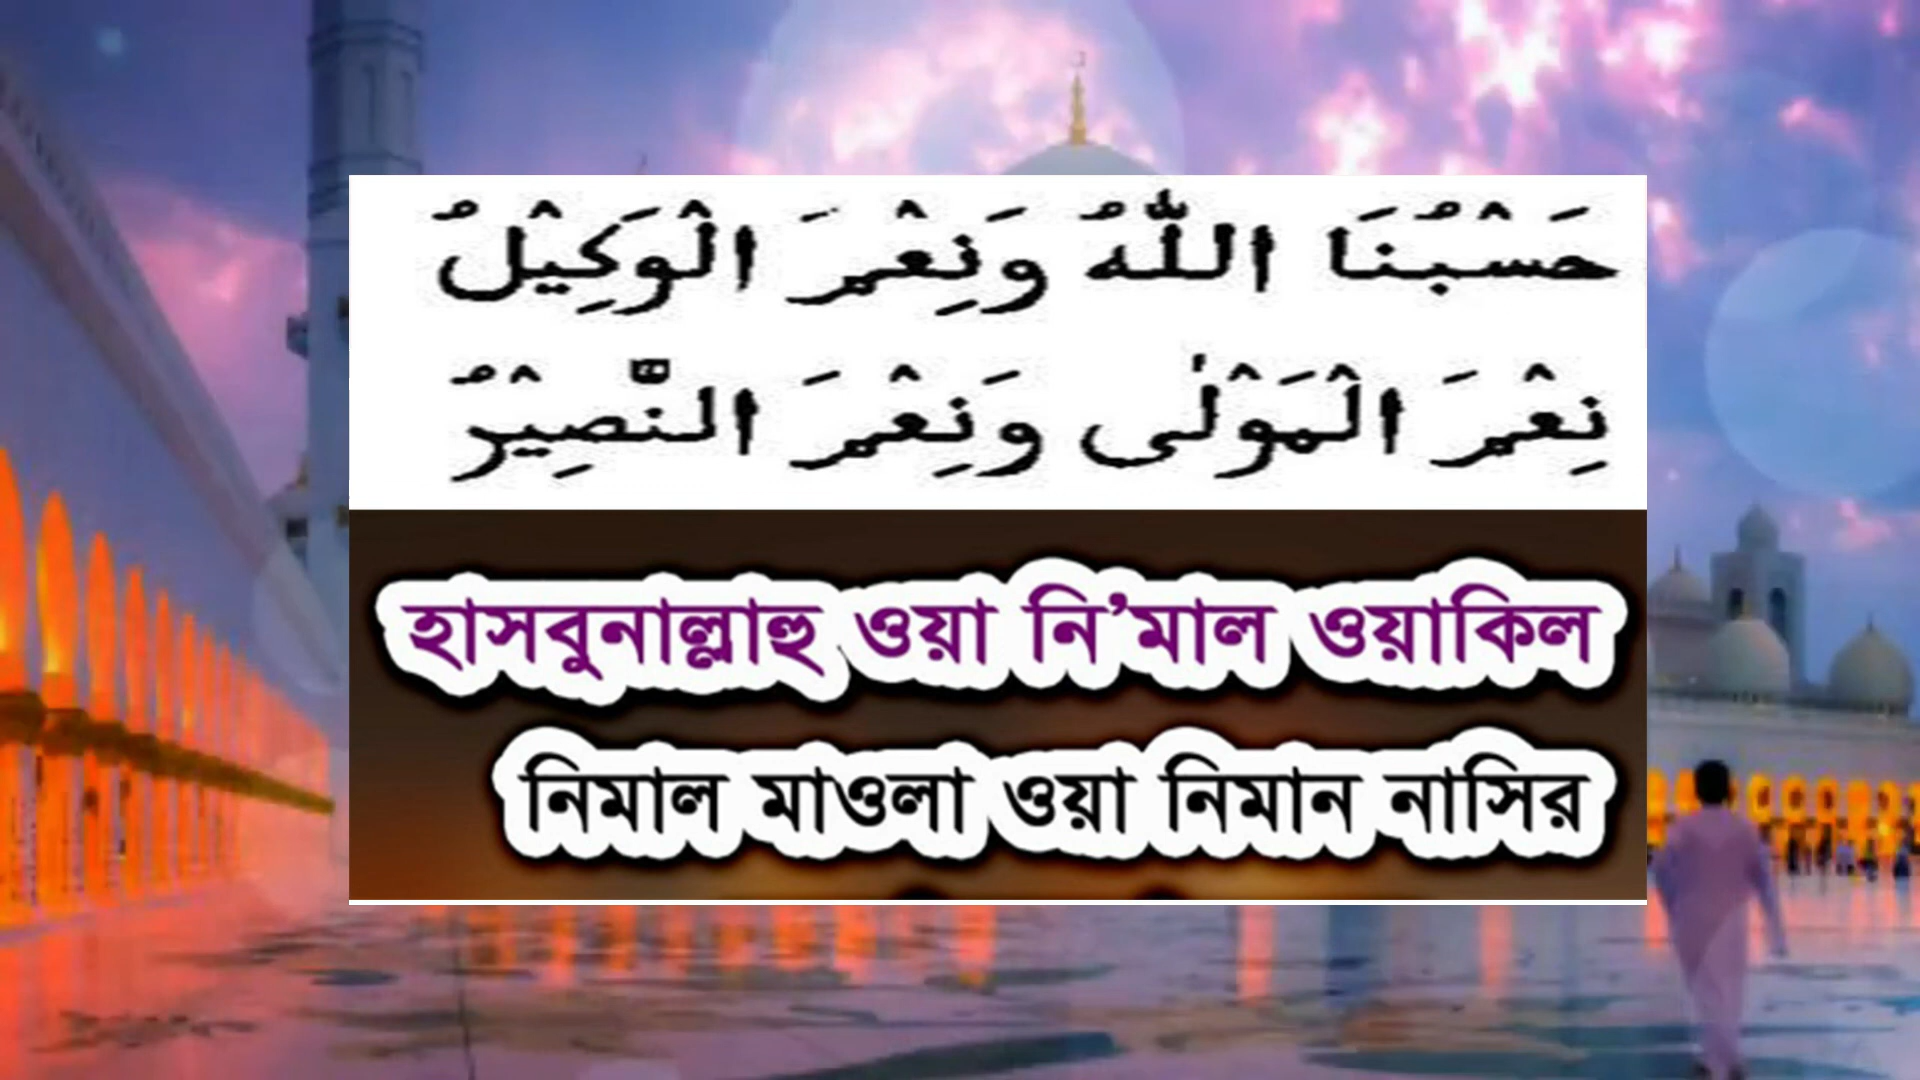 حَسْبُنَا اللّٰهُ وَنِعْمَ الْوَكِيْلُ
نِعْمَ الْمَوْلٰى وَنِعْمَ النَّصِيْرُ
হাসবুনাল্লাহু ওয়া নি’মাল ওয়াকিল
নিমাল মাওলা ওয়া নিমান নাসির